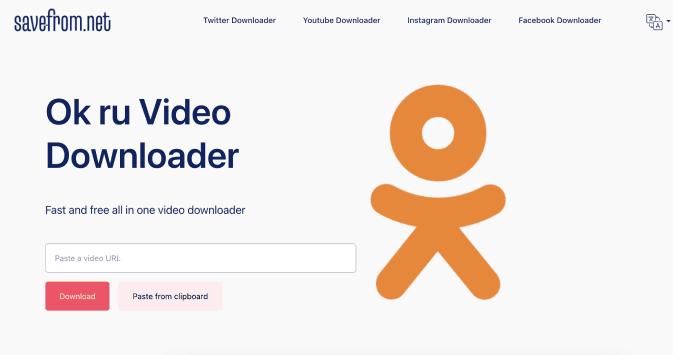 savefrom.net
Twitter Downloader Youtube Downloader Instagram Downloader Facebook Downloader
Ok ru Video
Downloader
Fast and free all in one video downloader
Paste a video URL
Download Paste from clipboard